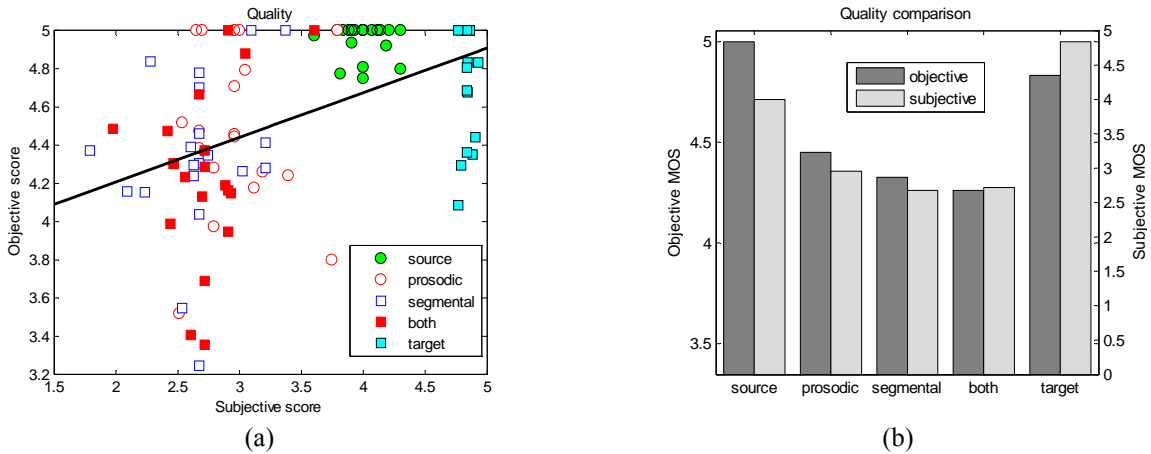 Quality
5
4.8
4.6
4.4
4.2
4
3.8
3.6
3.4
3.2
Objective score
1.5 2 2.5 3 3.5 4 4.5 5
Subjective score
source
prosodic
segmental
both
target
(a)
Quality comparison
5
4.5
4
3.5
Objective MOS
objective
subjective
5
4.5
4
3.5
3
2.5
2
1.5
1
0.5
0
Subjective MOS
source prosodic segmental both target
(b)